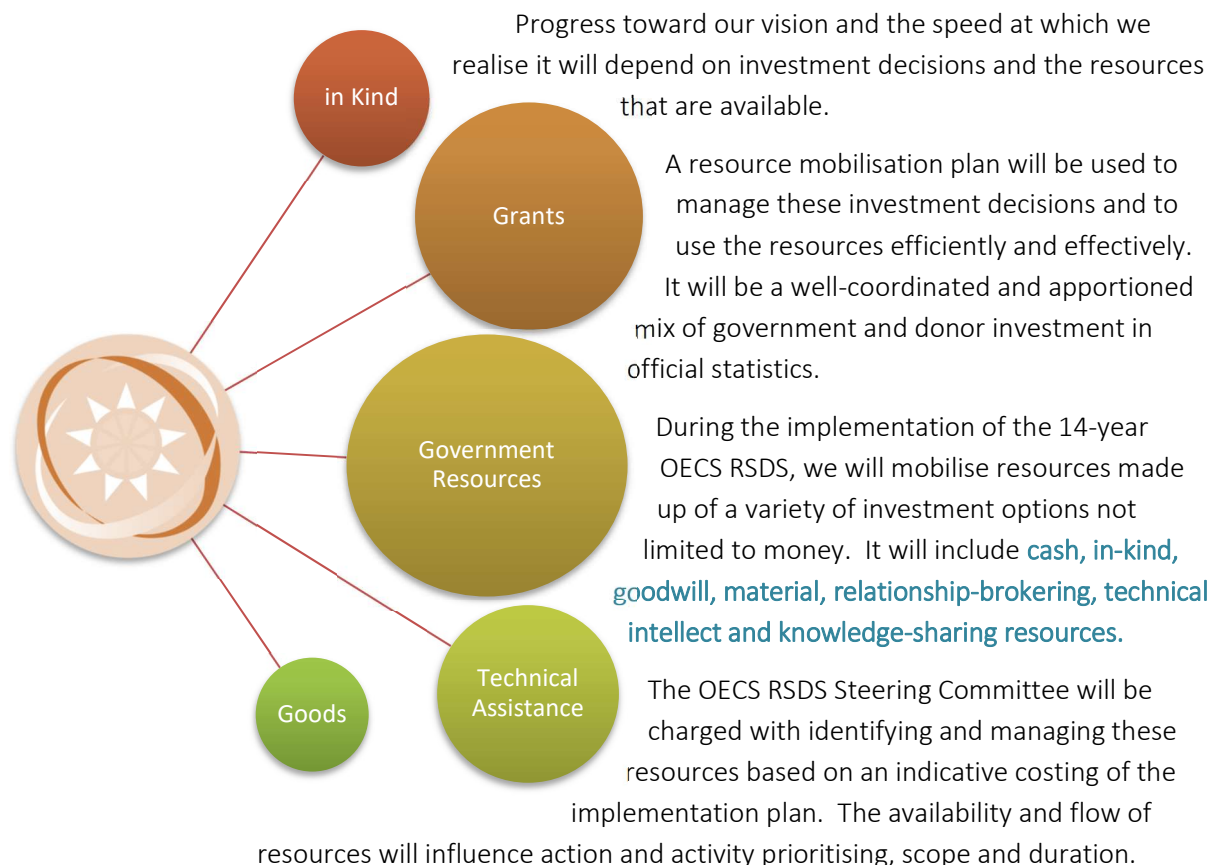 Progress toward our vision and the speed at which we
realise it will depend on investment decisions and the resources
that are available.
in Kind
Grants
A resource mobilisation plan will be used to
manage these investment decisions and to
use the resources efficiently and effectively.
It will be a well-coordinated and apportioned
mix of government and donor investment in
official statistics.
Government
Resources
During the implementation of the 14-year
OECS RSDS, we will mobilise resources made
up of a variety of investment options not
limited to money.  It will include cash, in-kind,
goodwill, material, relationship-brokering, technical
intellect and knowledge-sharing resources.
Technical
Assistance
Goods
The OECS RSDS Steering Committee will be
charged with identifying and managing these
resources based on an indicative costing of the
implementation plan.  The availability and flow of
resources will influence action and activity prioritising, scope and duration.